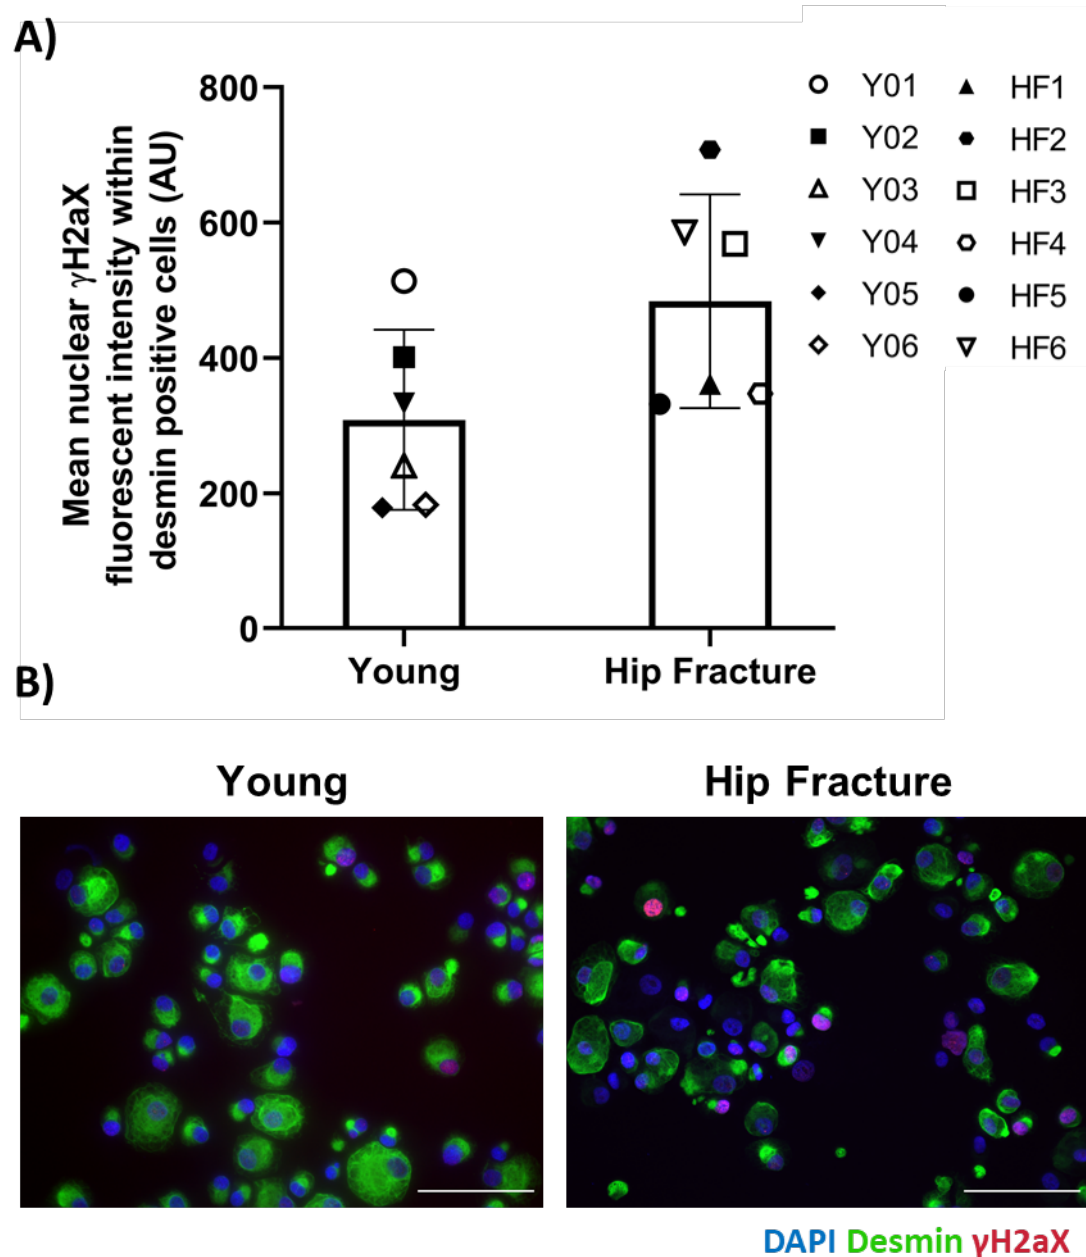 A)
Mean nuclear γH2aX
fluorescent intensity within
desmin positive cells (AU)
800
600
400
200
0
Young
Hip Fracture
Y01
HF1
Y02
HF2
Y03
HF3
Y04
HF4
Y05
HF5
Y06
HF6
B)
Young
Hip Fracture
DAPI Desmin γH2aX